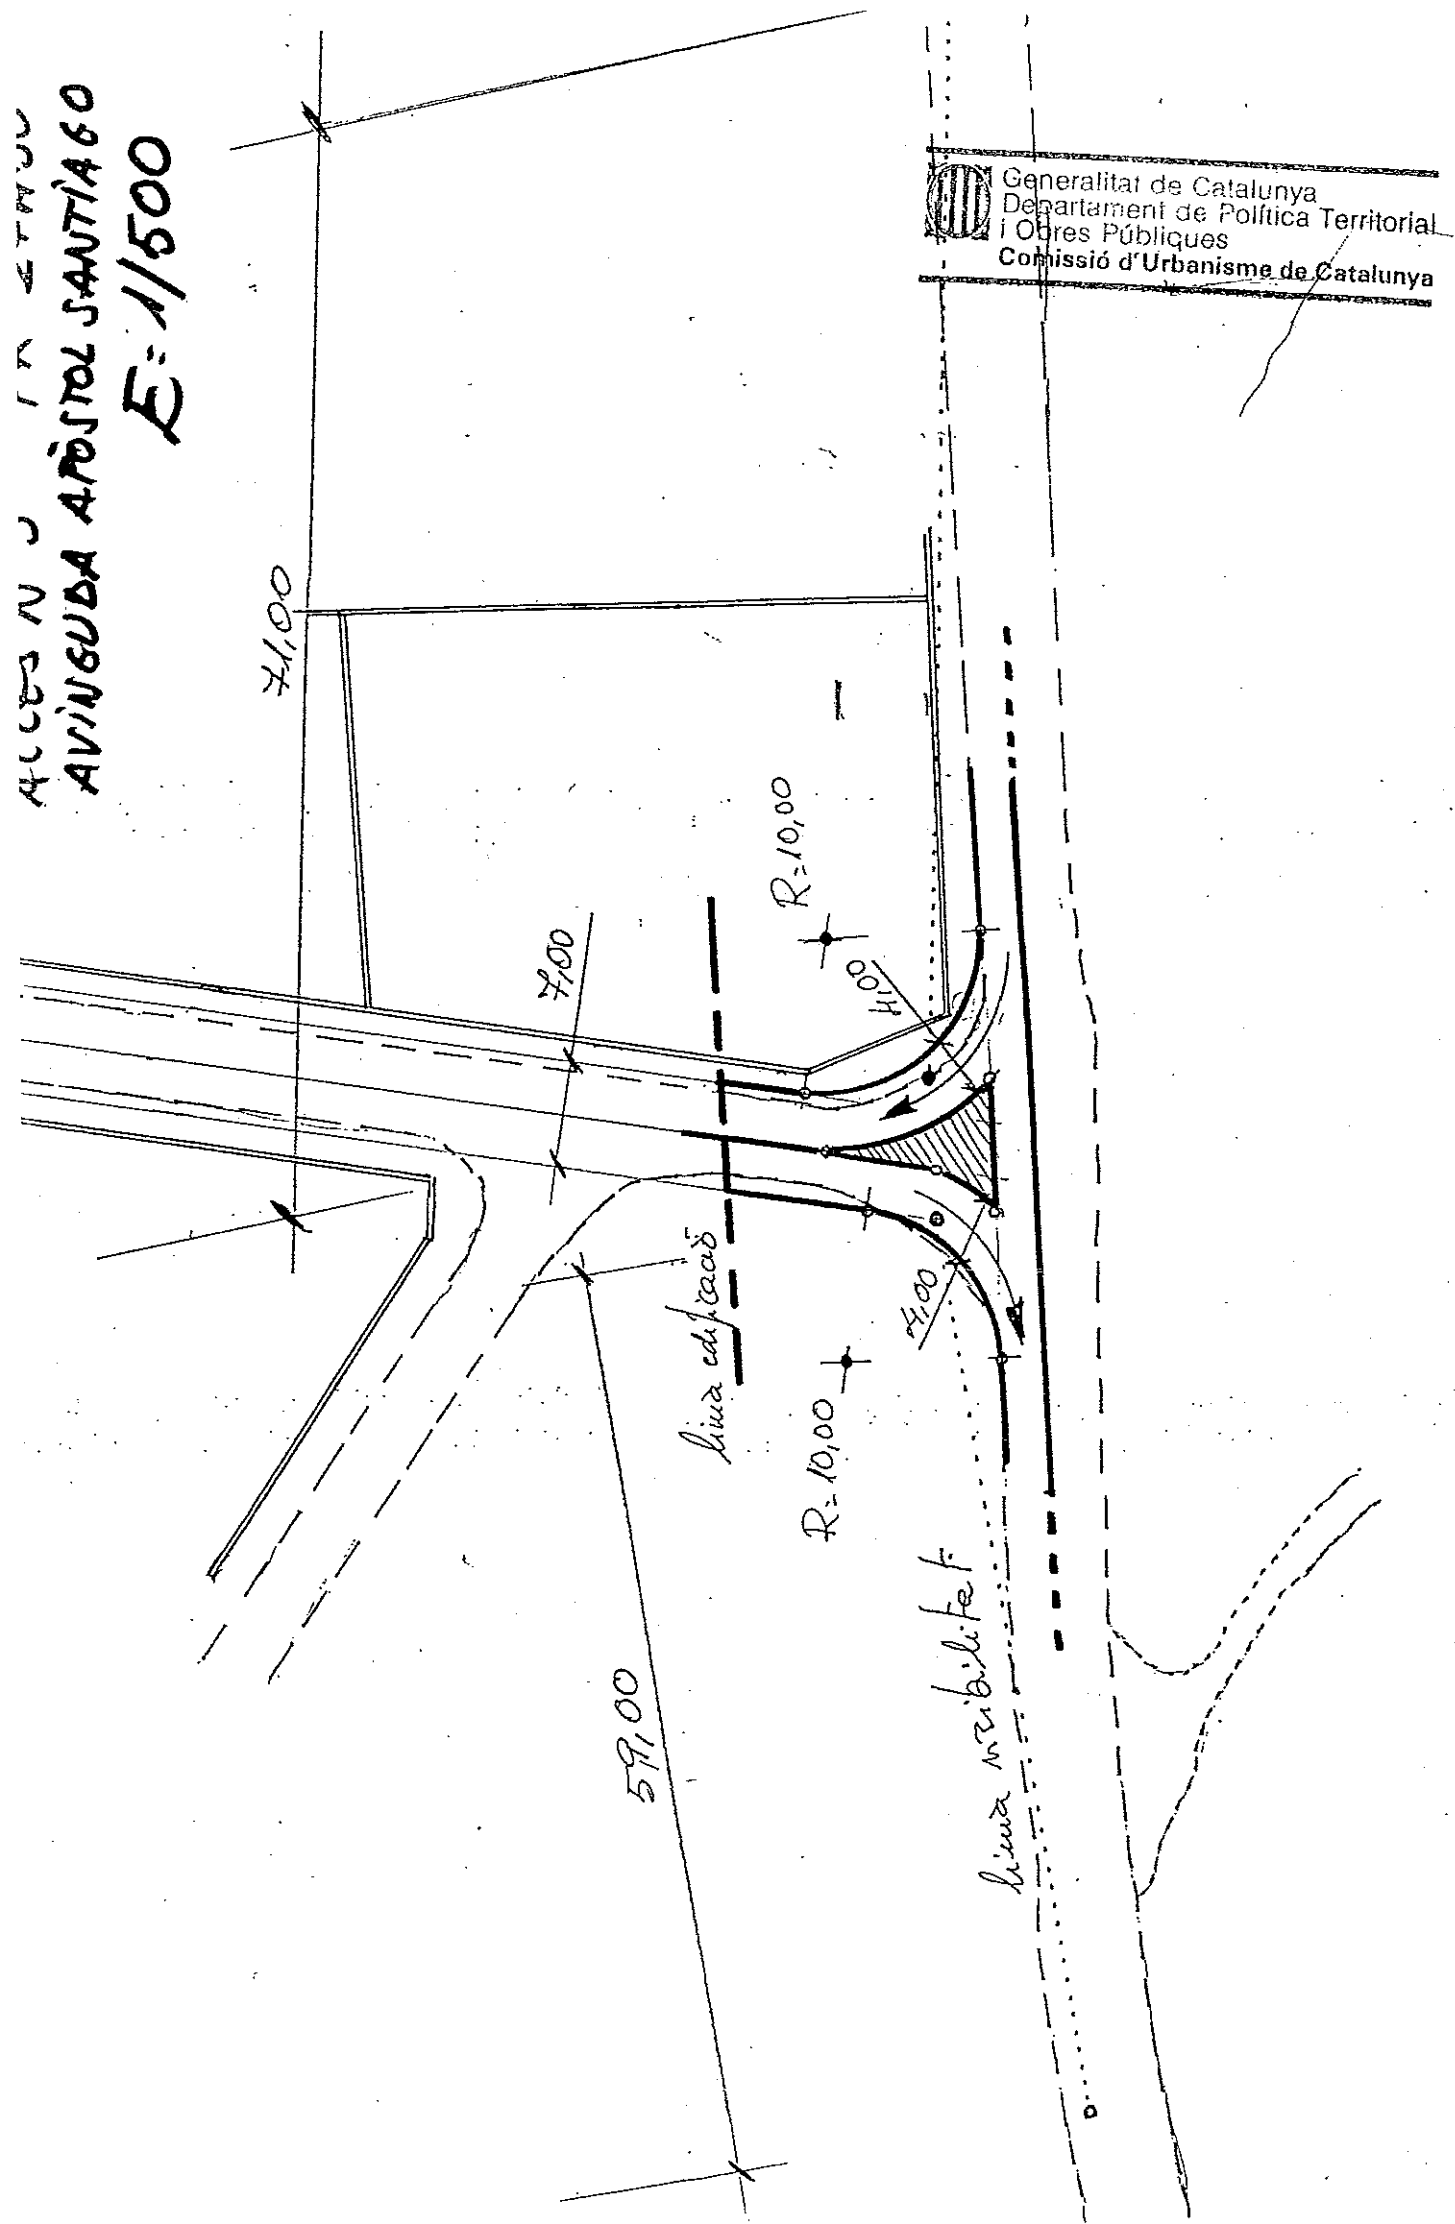 AVINGUDA APÒSTOL SANTIAGO
E: 1/500
Generalitat de Catalunya
Departament de Política Territorial
i Obres Públiques
Comissió d'Urbanisme de Catalunya
71,00
7,00
R=10,00
4,00
línia edificació
4,00
R=10,00
59,00
línia visibilitat